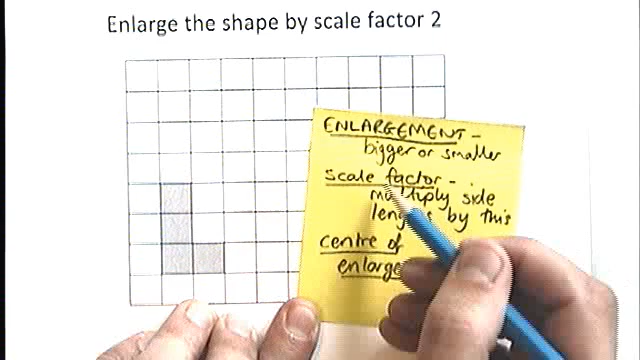 Enlarge the shape by scale factor 2
ENLARGEMENT -
bigger or smaller
Scale factor -
multiply side
lengths by this
centre of